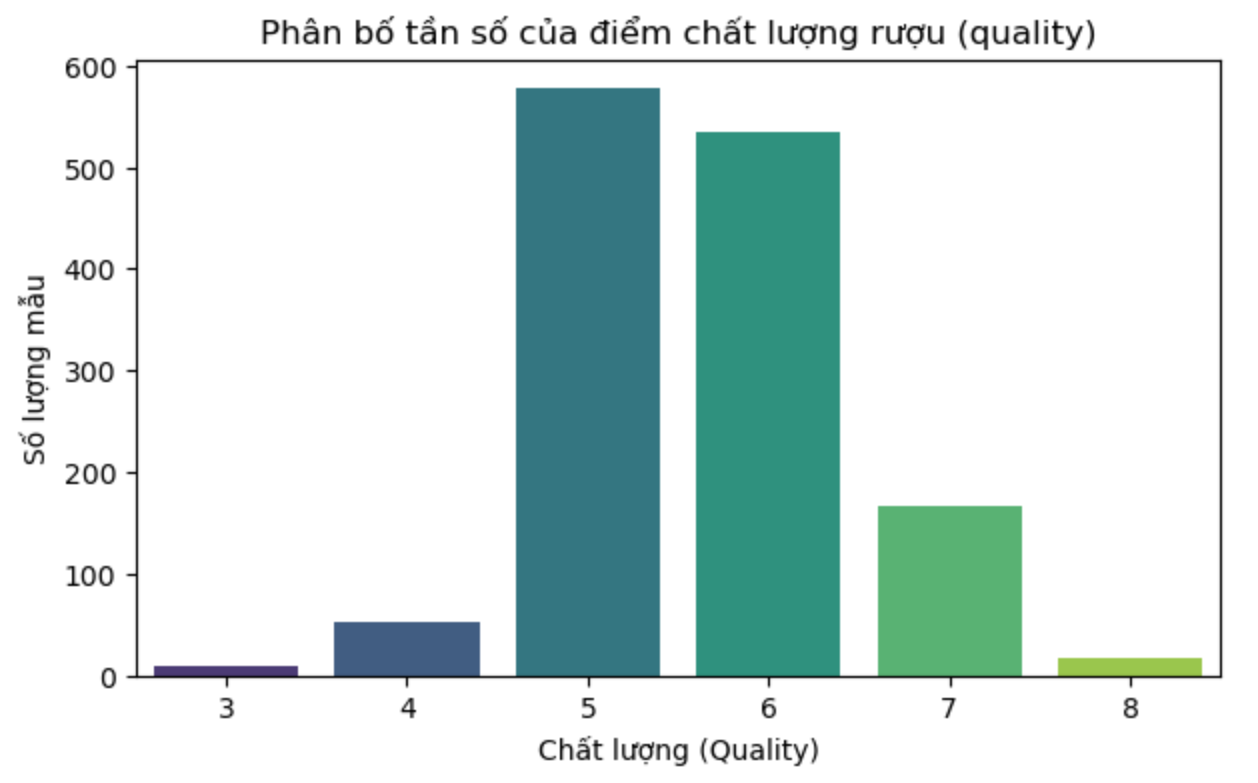 Phân bố tần số của điểm chất lượng rượu (quality)
600
500
400
300
200
100
0
Số lượng mẫu
3 4 5 6 7 8
Chất lượng (Quality)